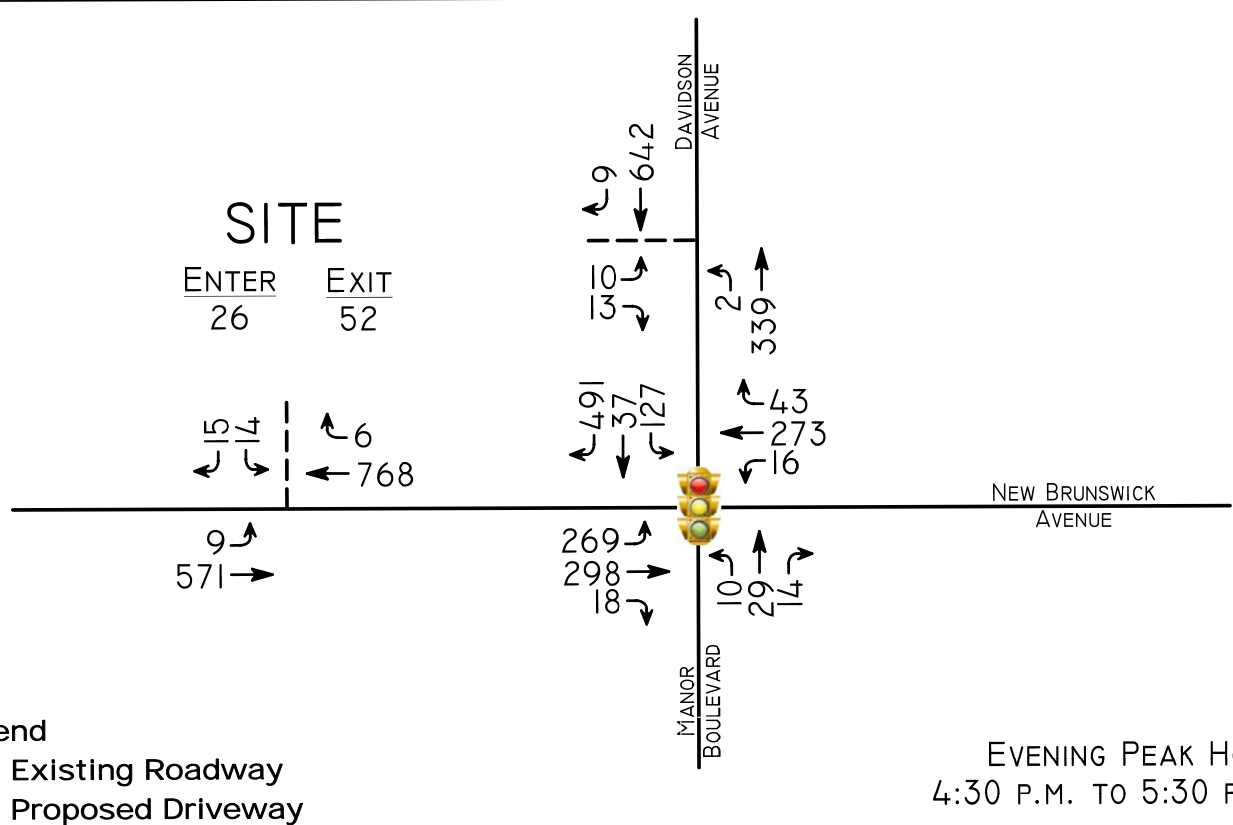 DAVIDSON
AVENUE
9
642
SITE
ENTER
EXIT
26
52
10
13
2
339
491
37
127
43
273
16
15
14
6
768
NEW BRUNSWICK
AVENUE
9
571
269
298
18
10
29
14
MANOR
BOULEVARD
end
Existing Roadway
Proposed Driveway
EVENING PEAK H
4:30 P.M. TO 5:30